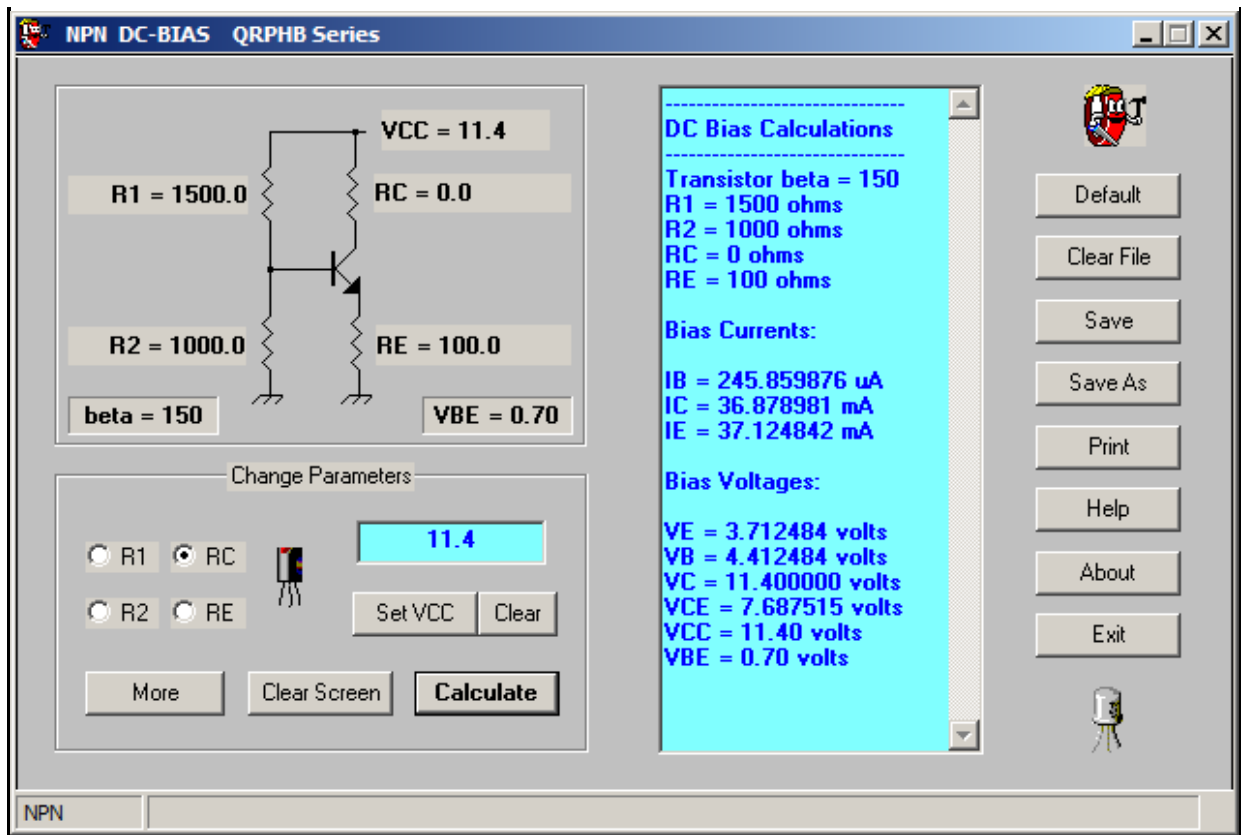 NPN DC-BIAS QRPHB Series
VCC = 11.4
R1 = 1500.0
RC = 0.0
R2 = 1000.0
RE = 100.0
beta = 150
VBE = 0.70
Change Parameters
R1
RC
R2
RE
11.4
Set VCC
Clear
More
Clear Screen
Calculate
-------------------------------
DC Bias Calculations
-------------------------------
Transistor beta = 150
R1 = 1500 ohms
R2 = 1000 ohms
RC = 0 ohms
RE = 100 ohms
Bias Currents:
IB = 245.859876 uA
IC = 36.878981 mA
IE = 37.124842 mA
Bias Voltages:
VE = 3.712484 volts
VB = 4.412484 volts
VC = 11.400000 volts
VCE = 7.687515 volts
VCC = 11.40 volts
VBE = 0.70 volts
Default
Clear File
Save
Save As
Print
Help
About
Exit
NPN